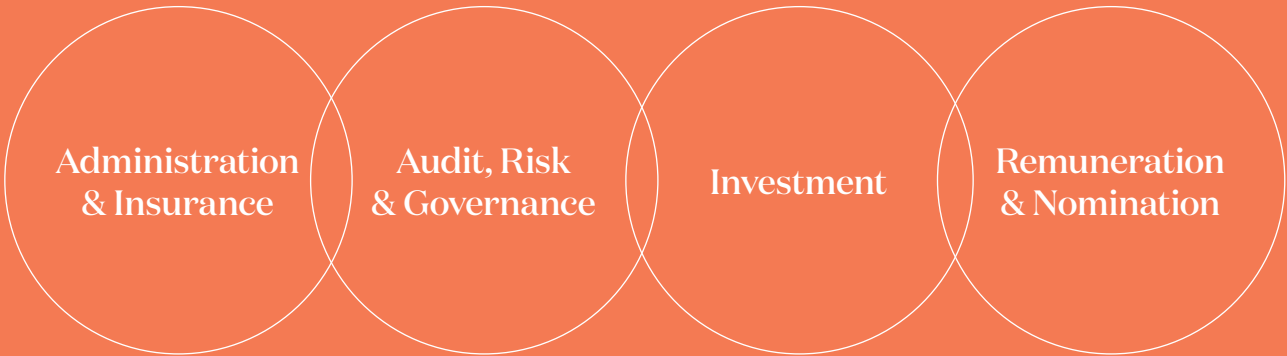 Administration
& Insurance
Audit, Risk
& Governance
Investment
Remuneration
& Nomination